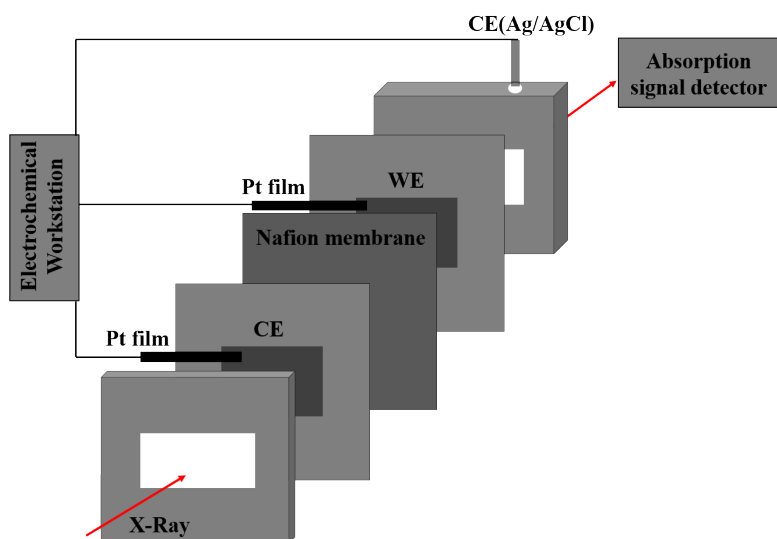 CE(Ag/AgCl)
Absorption
signal detector
Electrochemical
Workstation
WE
Pt film
Nafion membrane
CE
Pt film
X-Ray